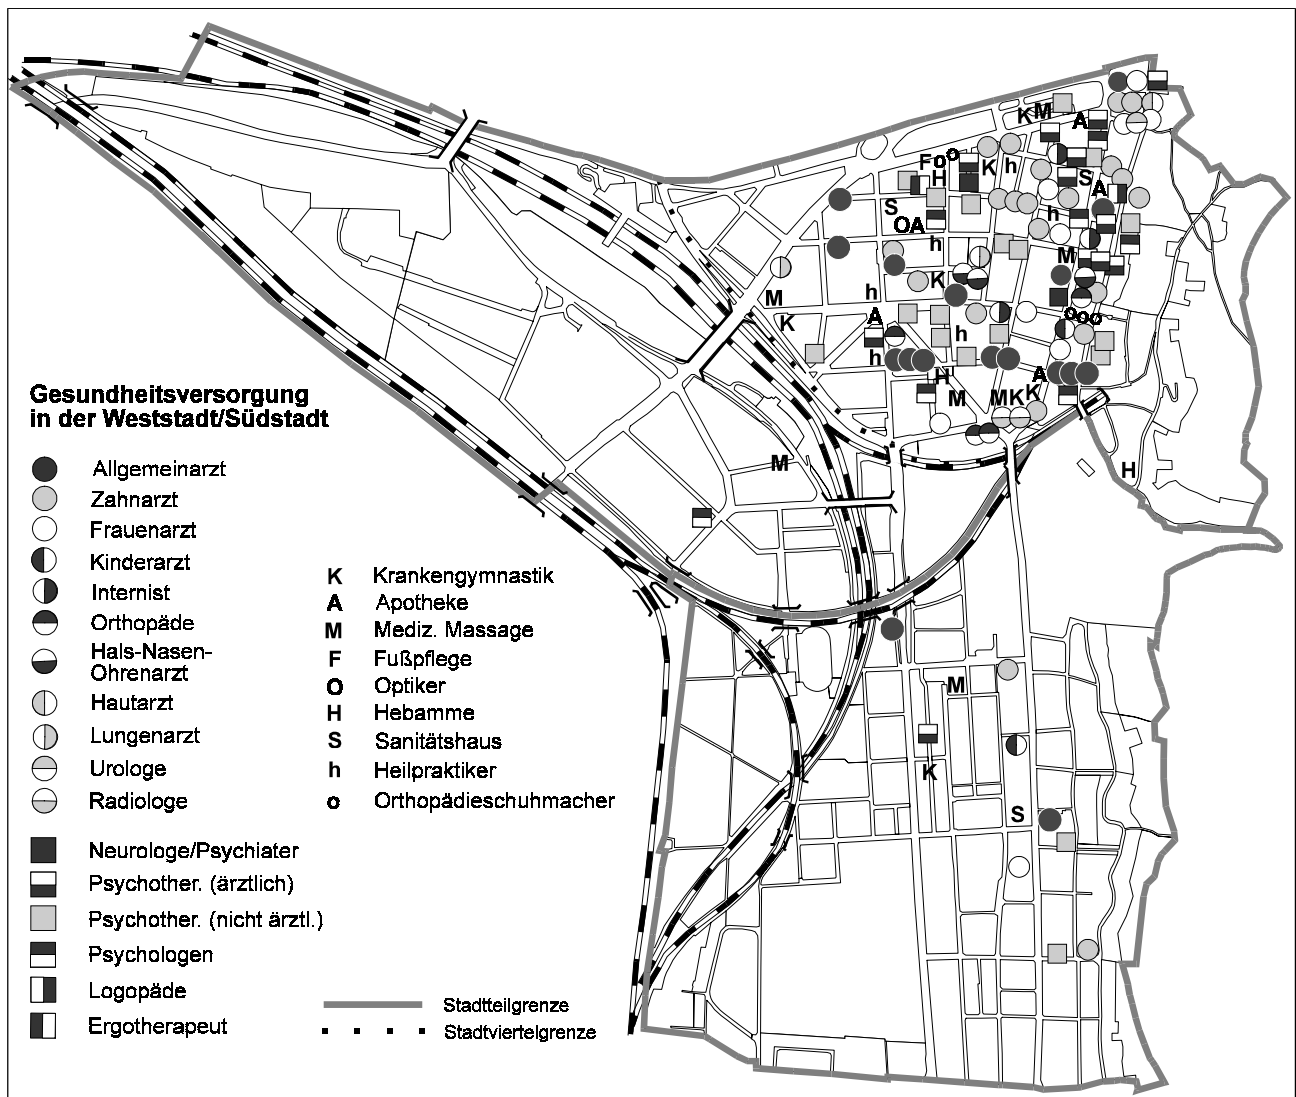 K M
A
F o o
H
K h
S
A
S
h
O A
h
M
K
h
M
K
A
o o o
h
h
H
A
M
M K K
M
H
Gesundheitsversorgung
in der Weststadt/Südstadt
Allgemeinarzt
Zahnarzt
Frauenarzt
Kinderarzt
Internist
Orthopäde
Hals-Nasen-
Ohrenarzt
Hautarzt
Lungenarzt
Urologe
Radiologe
Neurologe/Psychiater
Psychother. (ärztlich)
Psychother. (nicht ärztl.)
Psychologen
Logopäde
Ergotherapeut
K Krankengymnastik
A Apotheke
M Mediz. Massage
F Fußpflege
O Optiker
H Hebamme
S Sanitätshaus
h Heilpraktiker
o Orthopädieschuhmacher
Stadtteilgrenze
Stadtviertelgrenze
M
K
S